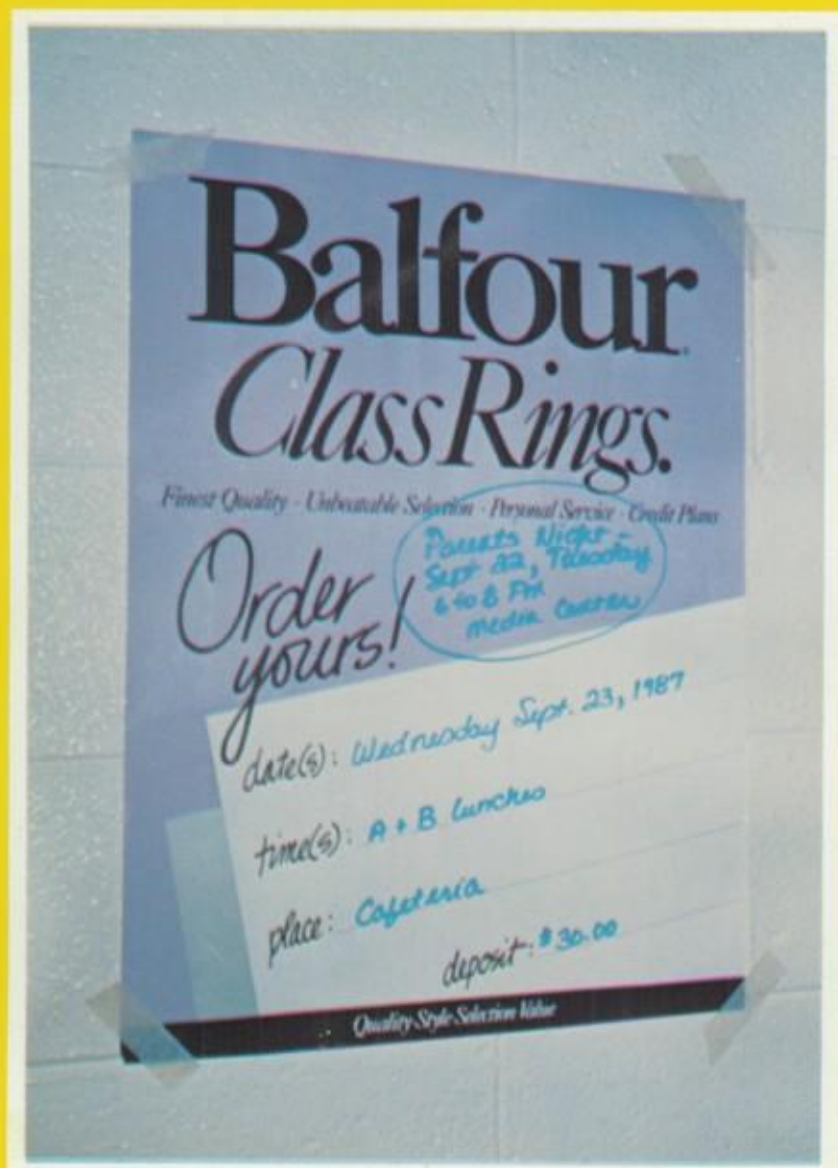 Balfour
Class Rings.
Finest Quality · Unbeatable Selection · Personal Service · Credit Plans
Order
yours!
Parents Night -
Sept 22, Tuesday
6 to 8 PM
Media Center
date(s): Wednesday Sept. 23, 1987
time(s): A + B lunches
place: Cafeteria
deposit: $30.00
Quality Style Selection Value